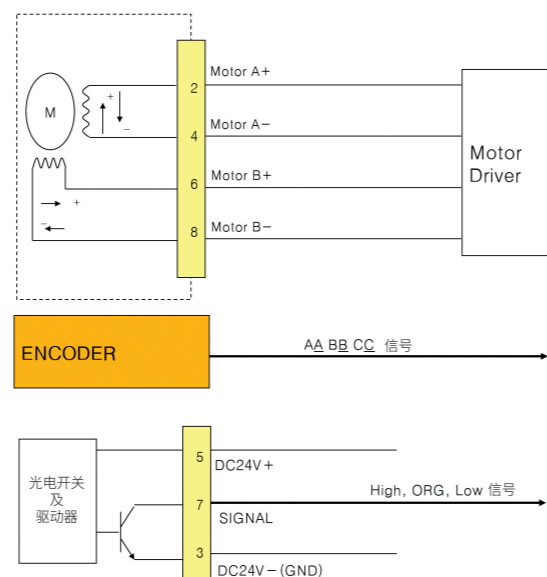 M
+
−
+
−
2
4
6
8
Motor A+
Motor A−
Motor B+
Motor B−
Motor
Driver
ENCODER
AA BB CC 信号
光电开关
及
驱动器
5
7
3
DC24V+
SIGNAL
DC24V−(GND)
High, ORG, Low 信号